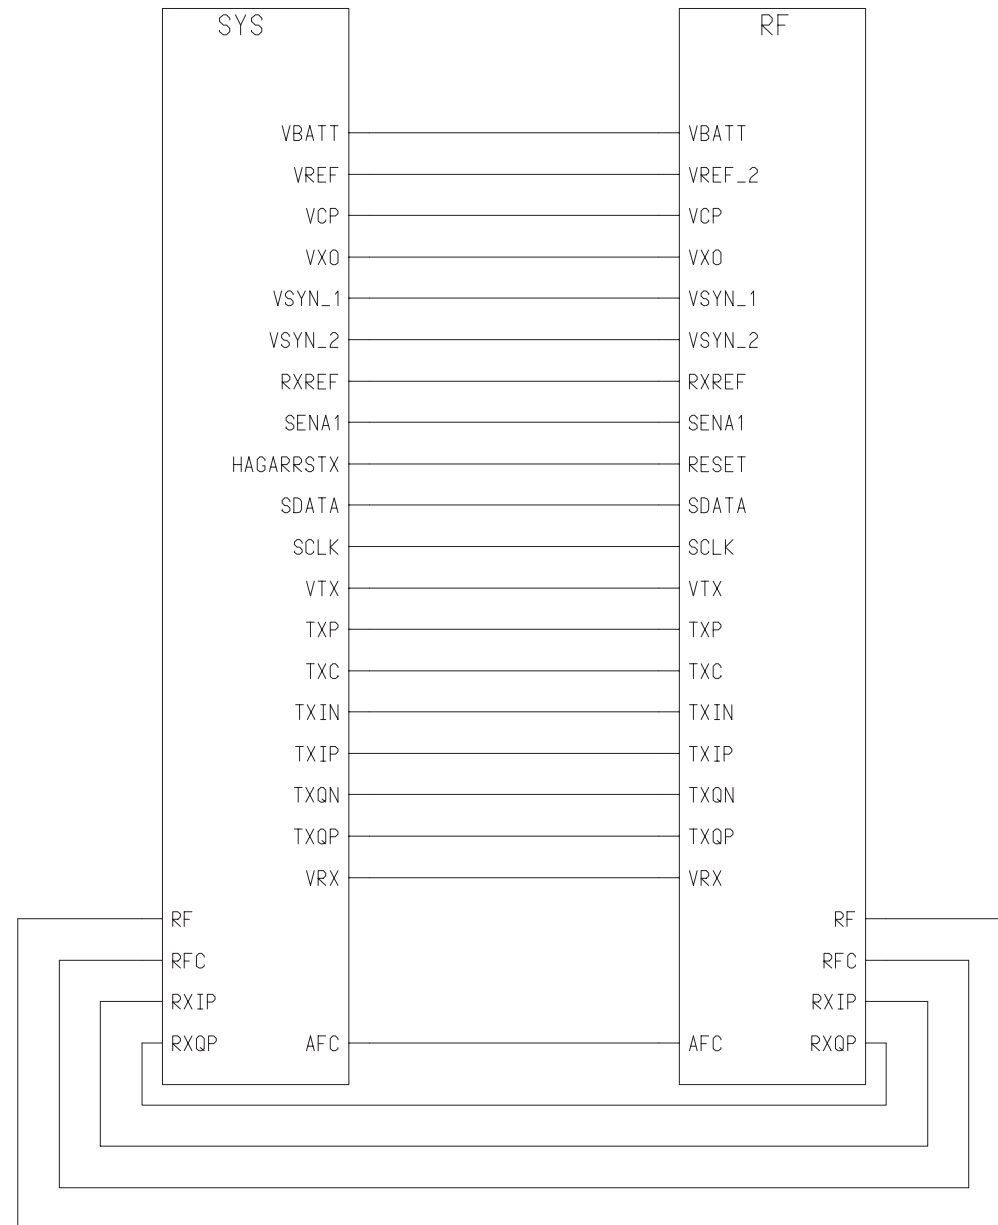 SYS RF
VBATT VBATT
VREF VREF_2
VCP VCP
VXO VXO
VSYN_1 VSYN_1
VSYN_2 VSYN_2
RXREF RXREF
SENA1 SENA1
HAGARRSTX RESET
SDATA SDATA
SCLK SCLK
VTX VTX
TXP TXP
TXC TXC
TXIN TXIN
TXIP TXIP
TXQN TXQN
TXQP TXQP
VRX VRX
RF RF
RFC RFC
RXIP RXIP
RXQP AFC AFC RXQP